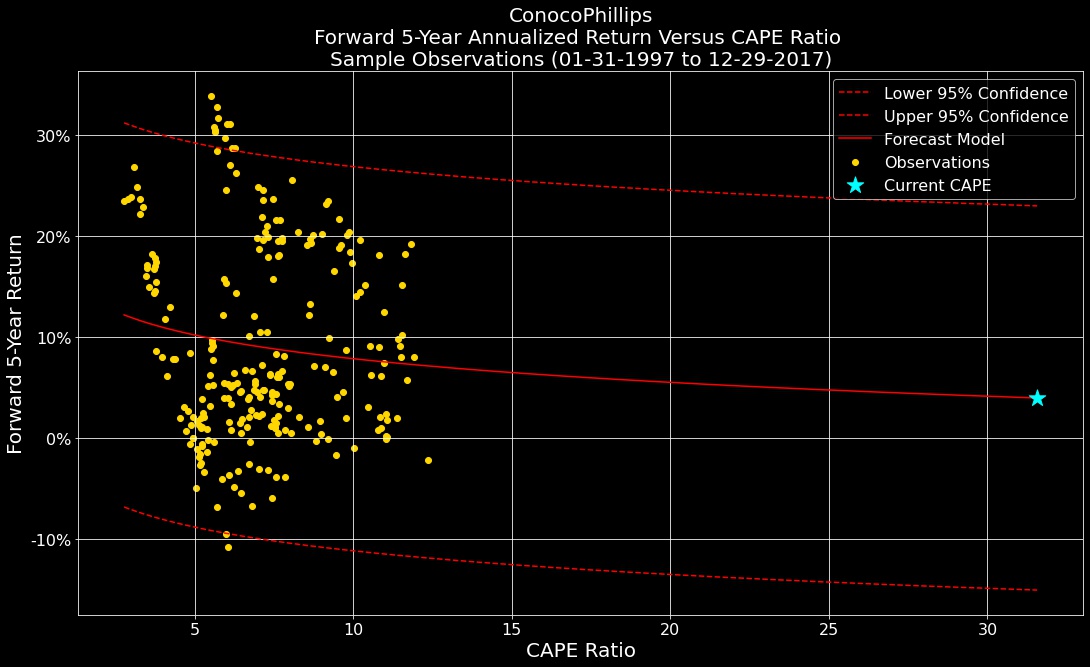 ConocoPhillips
Forward 5-Year Annualized Return Versus CAPE Ratio
Sample Observations (01-31-1997 to 12-29-2017)
Lower 95% Confidence
Upper 95% Confidence
Forecast Model
Observations
Current CAPE
Forward 5-Year Return
30%
20%
10%
0%
-10%
5
10
15
20
25
30
CAPE Ratio